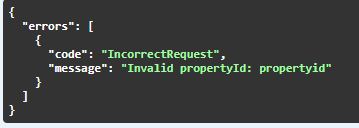 {
  "errors": [
    {
      "code": "IncorrectRequest",
      "message": "Invalid propertyId: propertyid"
    }
  ]
}